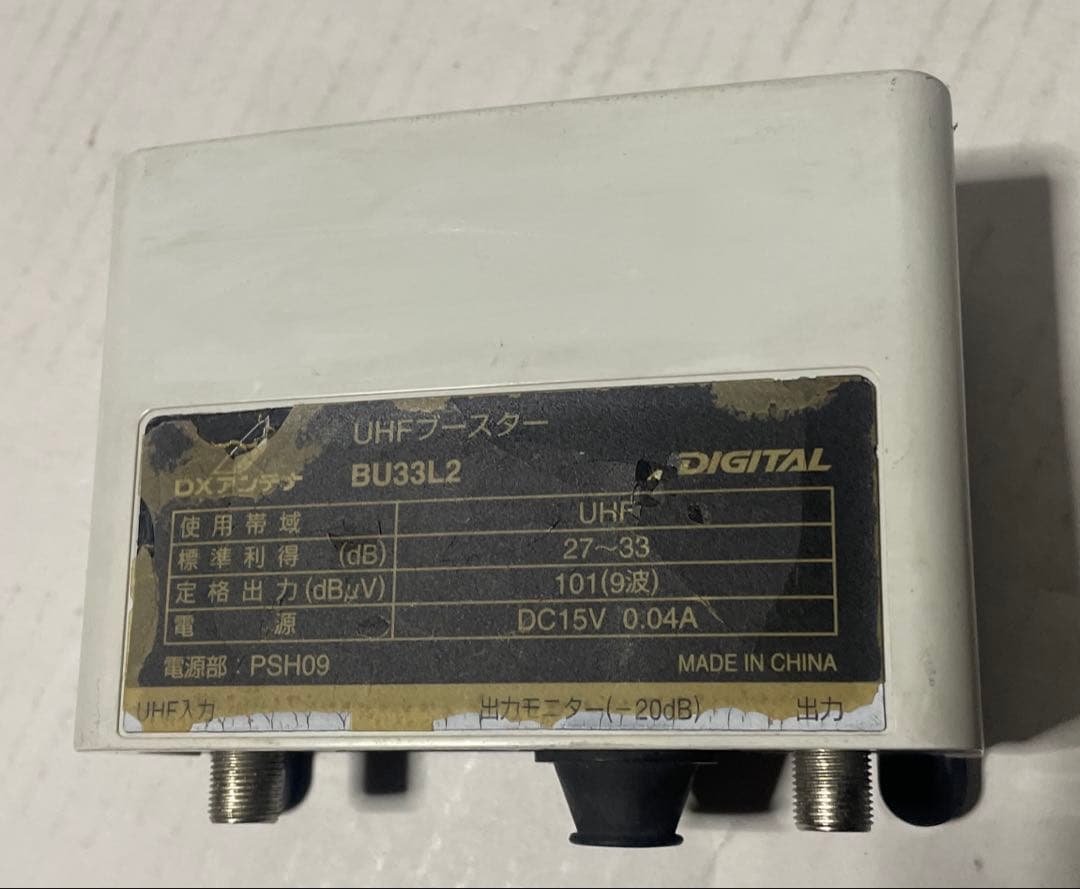 UHFブースター
DXアンテナ BU33L2 DIGITAL
使用帯域 UHF
標準利得 (dB) 27～33
定格出力(dBμV) 101(9波)
電源 DC15V 0.04A
電源部:PSH09 MADE IN CHINA
UHF入力 出力モニター(−20dB) 出力